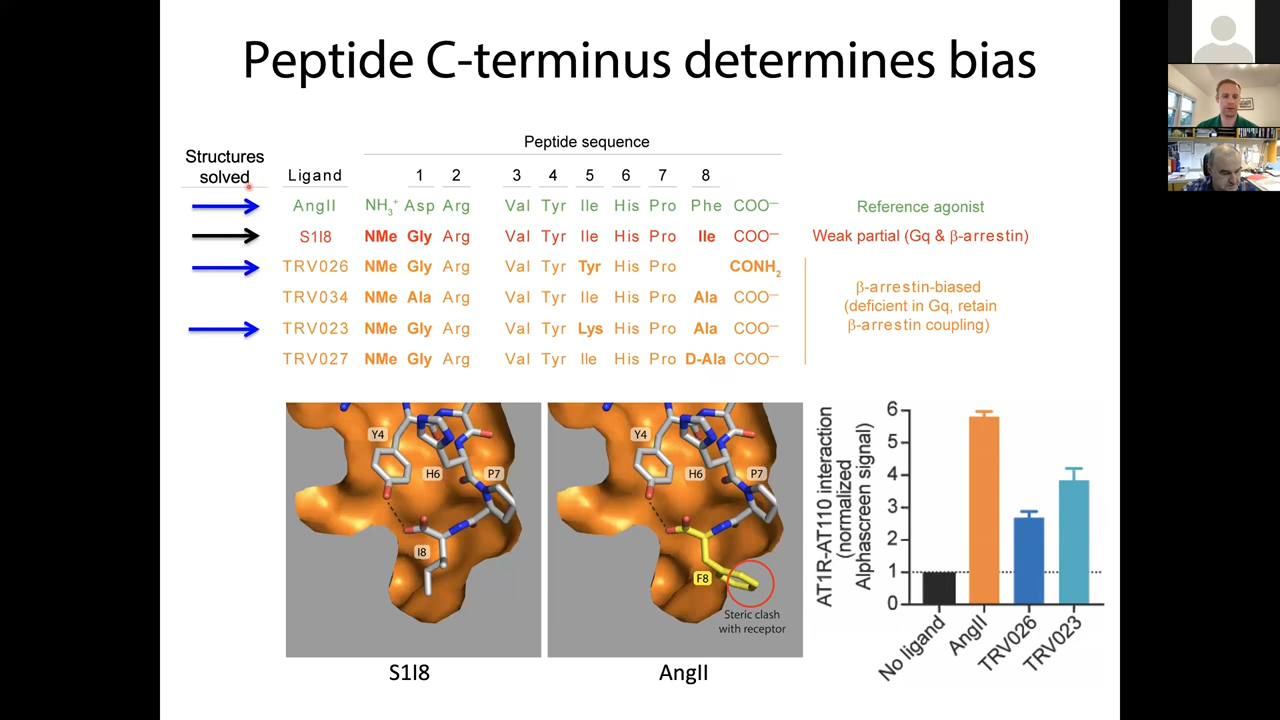 Peptide C-terminus determines bias
Peptide sequence
Structures
solved
Ligand 1 2 3 4 5 6 7 8
AngII NH3+ Asp Arg Val Tyr Ile His Pro Phe COO–
Reference agonist
S1I8 NMe Gly Arg Val Tyr Ile His Pro Ile COO–
Weak partial (Gq & β-arrestin)
TRV026 NMe Gly Arg Val Tyr Tyr His Pro CONH2
TRV034 NMe Ala Arg Val Tyr Ile His Pro Ala COO–
TRV023 NMe Gly Arg Val Tyr Lys His Pro Ala COO–
TRV027 NMe Gly Arg Val Tyr Ile His Pro D-Ala COO–
β-arrestin-biased
(deficient in Gq, retain
β-arrestin coupling)
Y4
H6
P7
I8
S1I8
Y4
H6
P7
F8
Steric clash
with receptor
AngII
AT1R-AT110 interaction
(normalized
Alphascreen signal)
6
5
4
3
2
1
0
No ligand
AngII
TRV026
TRV023